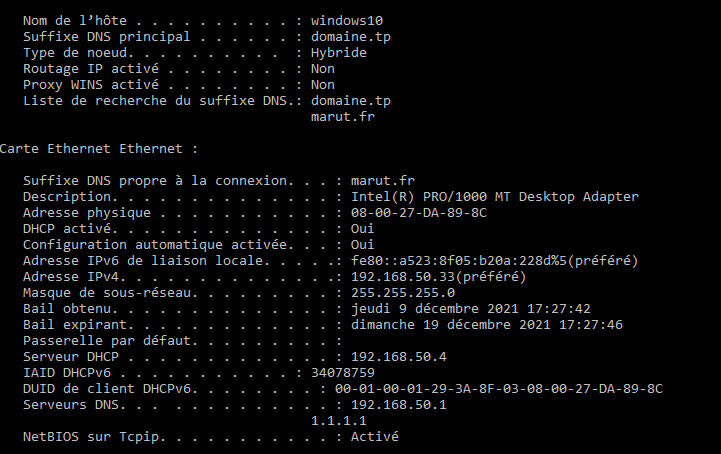 Nom de l’hôte . . . . . . . . . . : windows10
Suffixe DNS principal . . . . . . : domaine.tp
Type de noeud. . . . . . . . . . : Hybride
Routage IP activé . . . . . . . . : Non
Proxy WINS activé . . . . . . . . : Non
Liste de recherche du suffixe DNS.: domaine.tp
marut.fr
Carte Ethernet Ethernet :
Suffixe DNS propre à la connexion. . . : marut.fr
Description. . . . . . . . . . . . . . : Intel(R) PRO/1000 MT Desktop Adapter
Adresse physique . . . . . . . . . . . : 08-00-27-DA-89-8C
DHCP activé. . . . . . . . . . . . . . : Oui
Configuration automatique activée. . . : Oui
Adresse IPv6 de liaison locale. . . . .: fe80::a523:8f05:b20a:228d%5(préféré)
Adresse IPv4. . . . . . . . . . . . . .: 192.168.50.33(préféré)
Masque de sous-réseau. . . . . . . . . : 255.255.255.0
Bail obtenu. . . . . . . . . . . . . . : jeudi 9 décembre 2021 17:27:42
Bail expirant. . . . . . . . . . . . . : dimanche 19 décembre 2021 17:27:46
Passerelle par défaut. . . . . . . . . :
Serveur DHCP . . . . . . . . . . . . . : 192.168.50.4
IAID DHCPv6 . . . . . . . . . . . : 34078759
DUID de client DHCPv6. . . . . . . . : 00-01-00-01-29-3A-8F-03-08-00-27-DA-89-8C
Serveurs DNS. . . . . . . . . . . . . : 192.168.50.1
1.1.1.1
NetBIOS sur Tcpip. . . . . . . . . . . : Activé